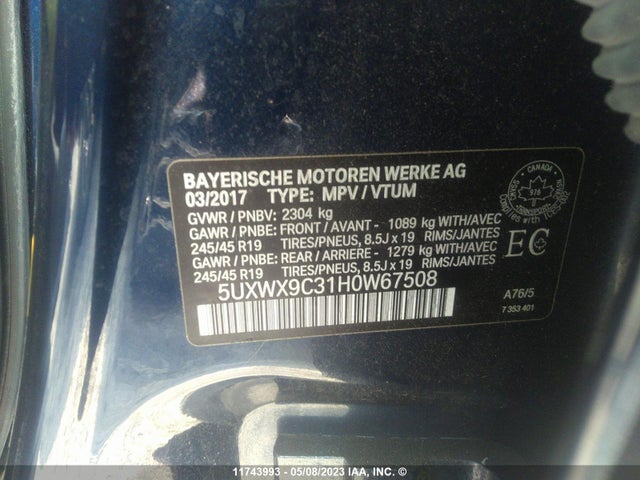 BAYERISCHE MOTOREN WERKE AG
03/2017 TYPE: MPV / VTUM
GVWR / PNBV: 2304 kg
GAWR / PNBE: FRONT / AVANT - 1089 kg WITH/AVEC
245/45 R19 TIRES/PNEUS, 8.5J x 19 RIMS/JANTES
GAWR / PNBE: REAR / ARRIERE - 1279 kg WITH/AVEC
245/45 R19 TIRES/PNEUS, 8.5J x 19 RIMS/JANTES
5UXWX9C31H0W67508
CANADA
978
TRANSPORT
EC
A76/5
7 353 401
11743993 - 05/08/2023 IAA, INC. ©